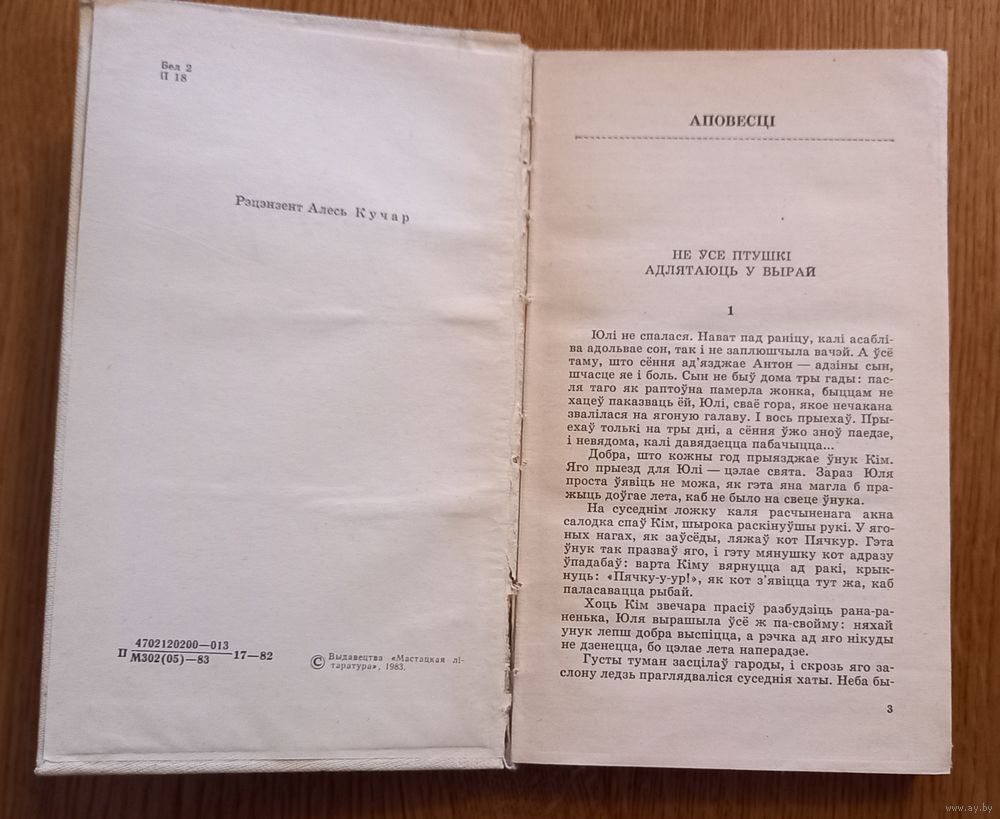 Бел 2
П 18
Рэцэнзент Алесь Кучар
П 4702120200—013 17—82
М302(05)—83
© Выдавецтва «Мастацкая лі-
таратура», 1983.
АПОВЕСЦІ
НЕ ЎСЕ ПТУШКІ
АДЛЯТАЮЦЬ У ВЫРАЙ
1
Юлі не спалася. Нават пад раніцу, калі асаблі-
ва адольвае сон, так і не заплюшчыла вачэй. А ўсё
таму, што сёння ад'язджае Антон — адзіны сын,
шчасце яе і боль. Сын не быў дома тры гады: пас-
ля таго як раптоўна памерла жонка, быццам не
хацеў паказваць ёй, Юлі, сваё гора, якое нечакана
звалілася на ягоную галаву. І вось прыехаў. Пры-
ехаў толькі на тры дні, а сёння ўжо зноў паедзе,
і невядома, калі давядзецца пабачыцца...
Добра, што кожны год прыязджае ўнук Кім.
Яго прыезд для Юлі — цэлае свята. Зараз Юля
проста ўявіць не можа, як гэта яна магла б пра-
жыць доўгае лета, каб не было на свеце ўнука.
На суседнім ложку каля расчыненага акна
салодка спаў Кім, шырока раскінуўшы рукі. У яго-
ных нагах, як заўсёды, ляжаў кот Пячкур. Гэта
ўнук так празваў яго, і гэту мянушку кот адразу
ўпадабаў: варта Кіму вярнуцца ад ракі, крык-
нуць: «Пячку-у-ур!», як кот з'явіцца тут жа, каб
паласавацца рыбай.
Хоць Кім звечара прасіў разбудзіць рана-ра-
ненька, Юля вырашыла ўсё ж па-свойму: няхай
унук лепш добра выспіцца, а рэчка ад яго нікуды
не дзенецца, бо цэлае лета наперадзе.
Густы туман засцілаў гароды, і скрозь яго за-
слону ледзь праглядваліся суседнія хаты. Неба бы-
3
www.ay.by